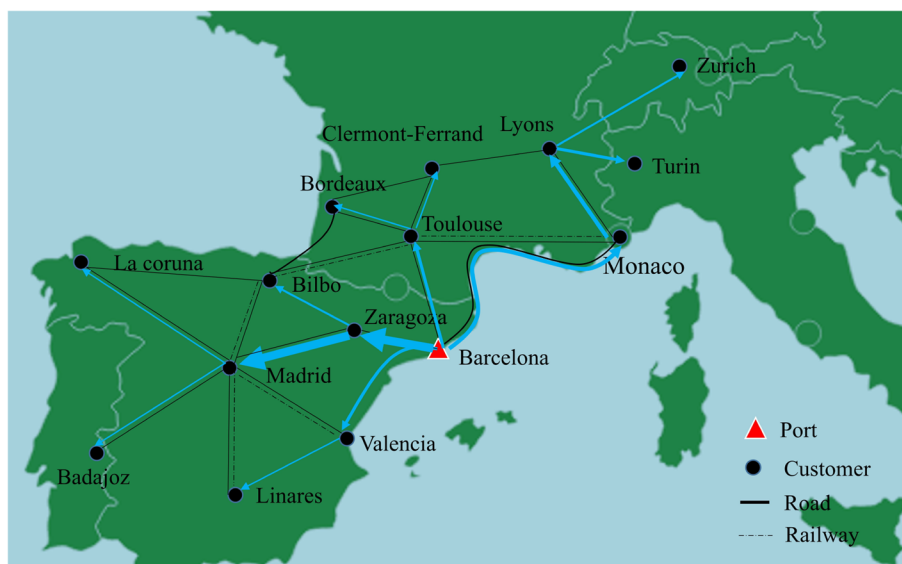 Zurich
Lyons
Clermont-Ferrand
Turin
Bordeaux
Toulouse
La coruna
Monaco
Bilbo
Zaragoza
Barcelona
Madrid
Port
Valencia
Customer
Badajoz
Linares
Road
Railway